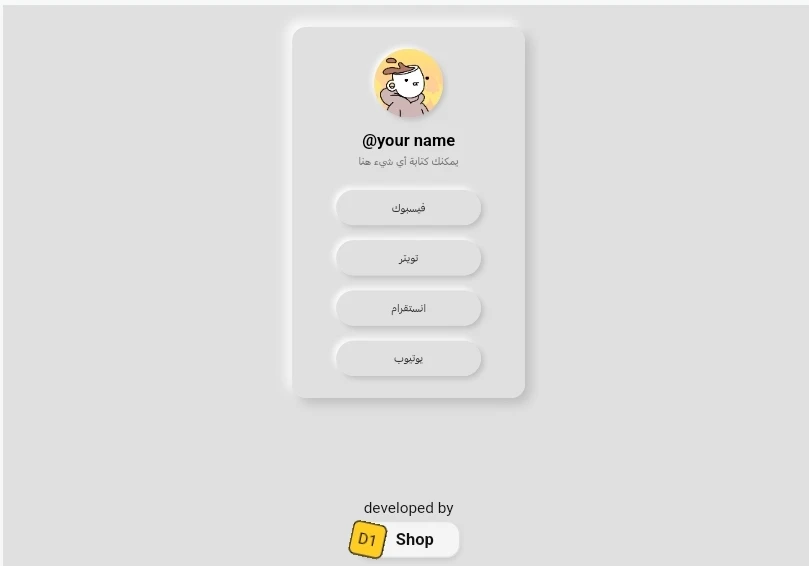 @your name
يمكنك كتابة أي شيء هنا
فيسبوك
تويتر
انستقرام
يوتيوب
developed by
D1 Shop